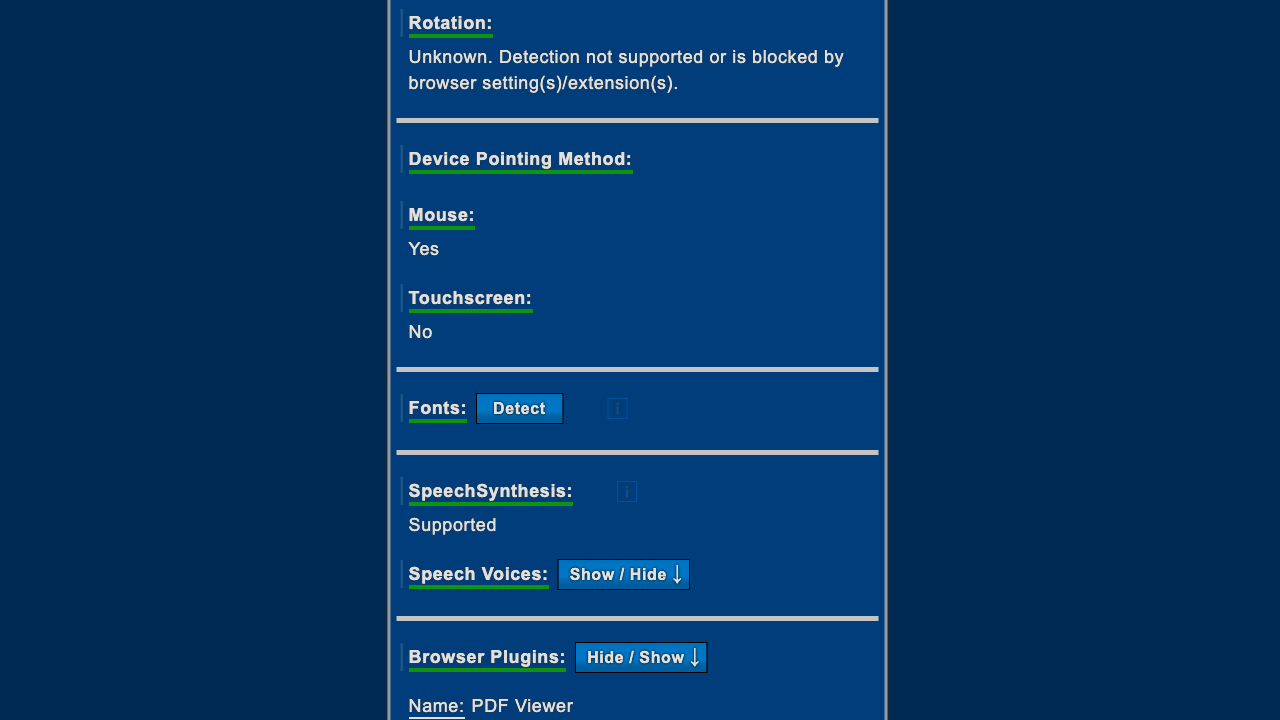 Rotation:
Unknown. Detection not supported or is blocked by
browser setting(s)/extension(s).
Device Pointing Method:
Mouse:
Yes
Touchscreen:
No
Fonts: Detect i
SpeechSynthesis: i
Supported
Speech Voices: Show / Hide ↓
Browser Plugins: Hide / Show ↓
Name: PDF Viewer